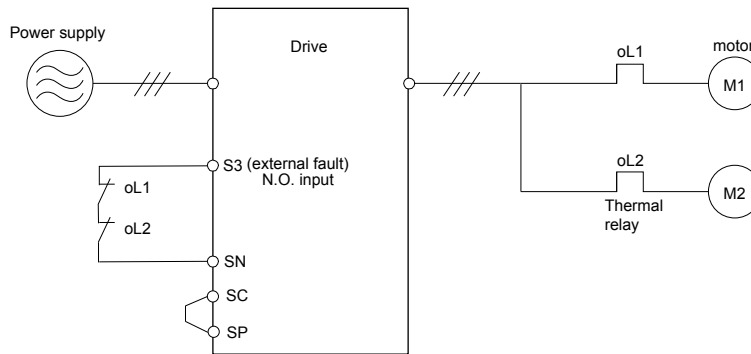 Power supply
Drive
oL1
motor
M1
S3 (external fault)
N.O. input
oL1
oL2
oL2
M2
Thermal
relay
SN
SC
SP